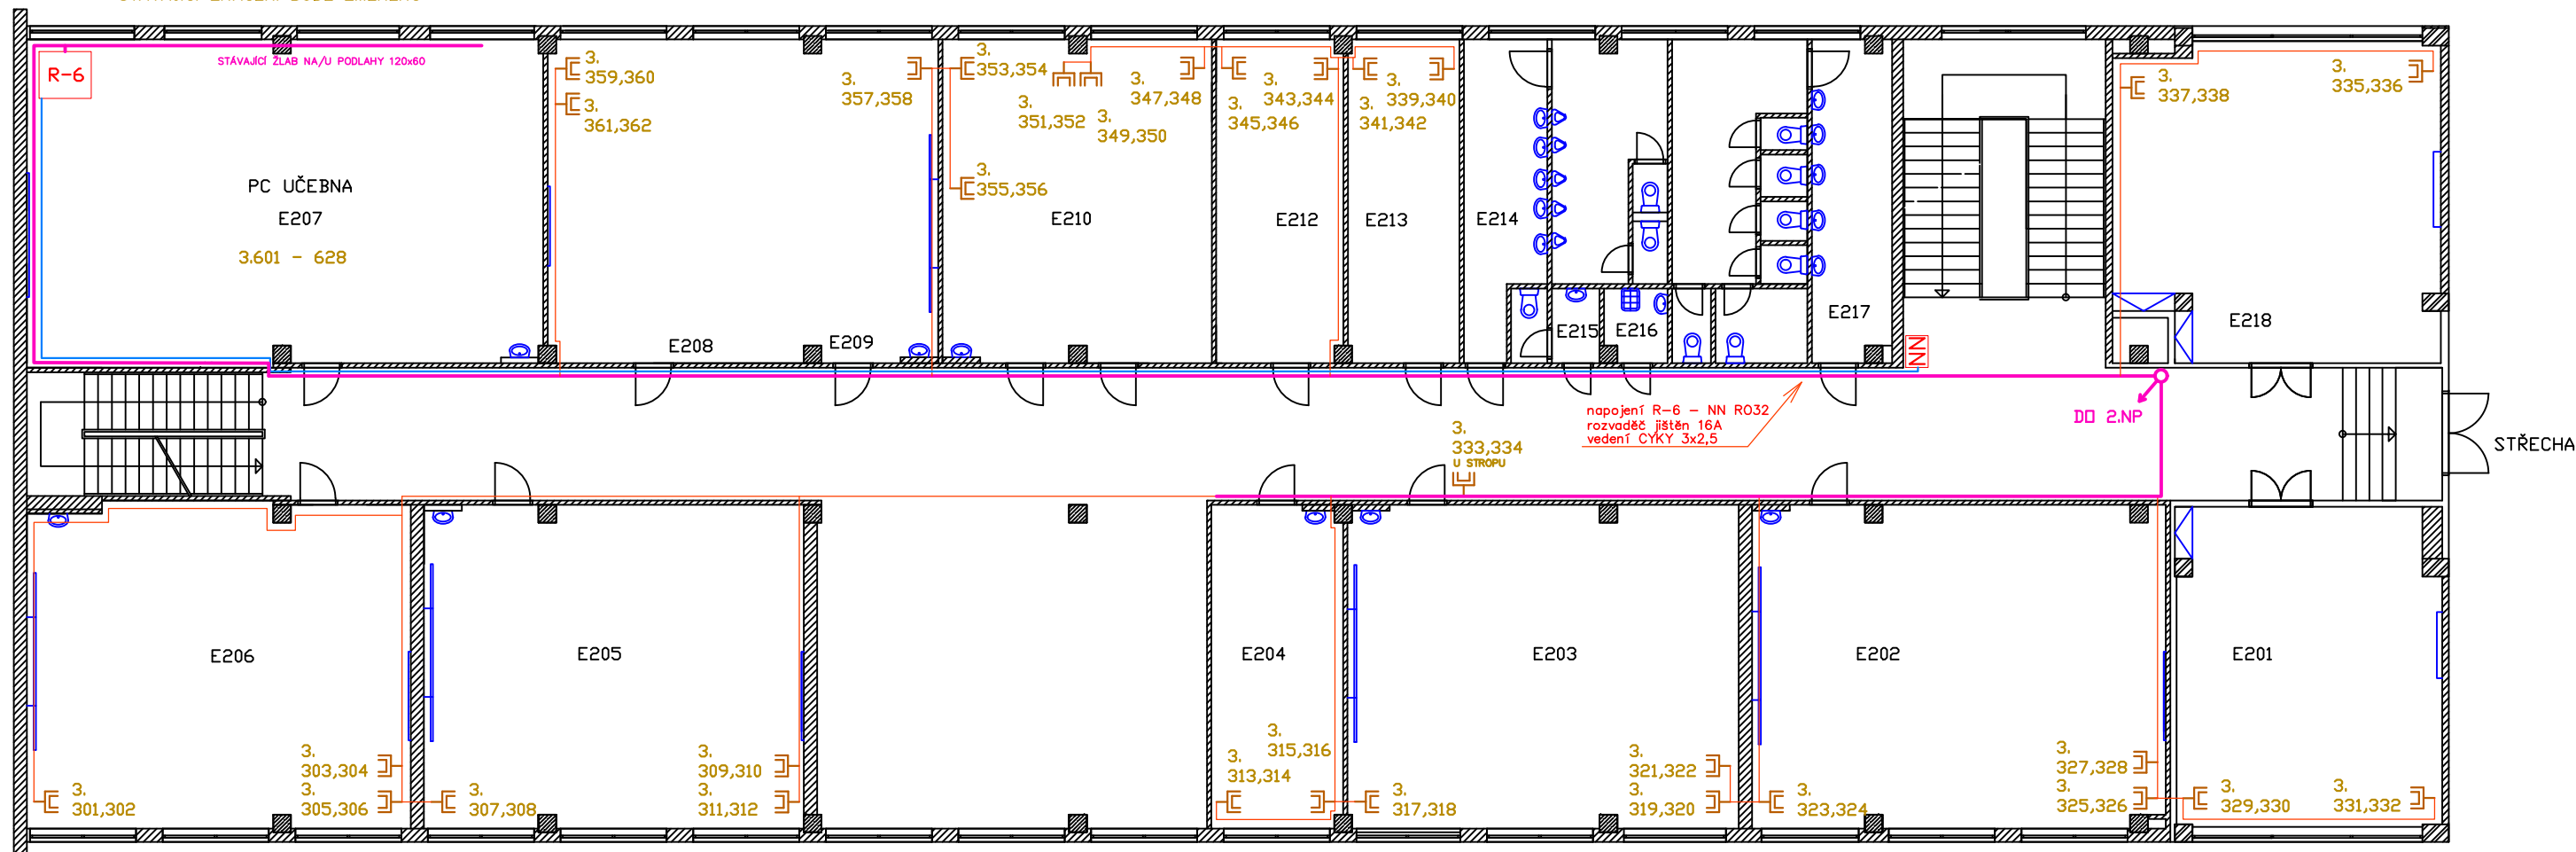 R-6
STÁVAJÍCÍ ŽLAB NA/U PODLAHY 120x60
3.
359,360
3.
361,362
3.
357,358
3.
353,354
3.
351,352
3.
349,350
3.
347,348
3.
355,356
3.
343,344
3.
345,346
3.
339,340
3.
341,342
3.
337,338
3.
335,336
PC UČEBNA
E207
3.601 - 628
E208
E209
E210
E212
E213
E214
E215
E216
E217
E218
NN
napojení R-6 - NN RO32
rozvaděč jištěn 16A
vedení CYKY 3x2,5
DO 2.NP
STŘECHA
3.
333,334
U STROPU
E206
E205
E204
E203
E202
E201
3.
301,302
3.
303,304
3.
305,306
3.
307,308
3.
309,310
3.
311,312
3.
313,314
3.
315,316
3.
317,318
3.
321,322
3.
319,320
3.
323,324
3.
327,328
3.
325,326
3.
329,330
3.
331,332